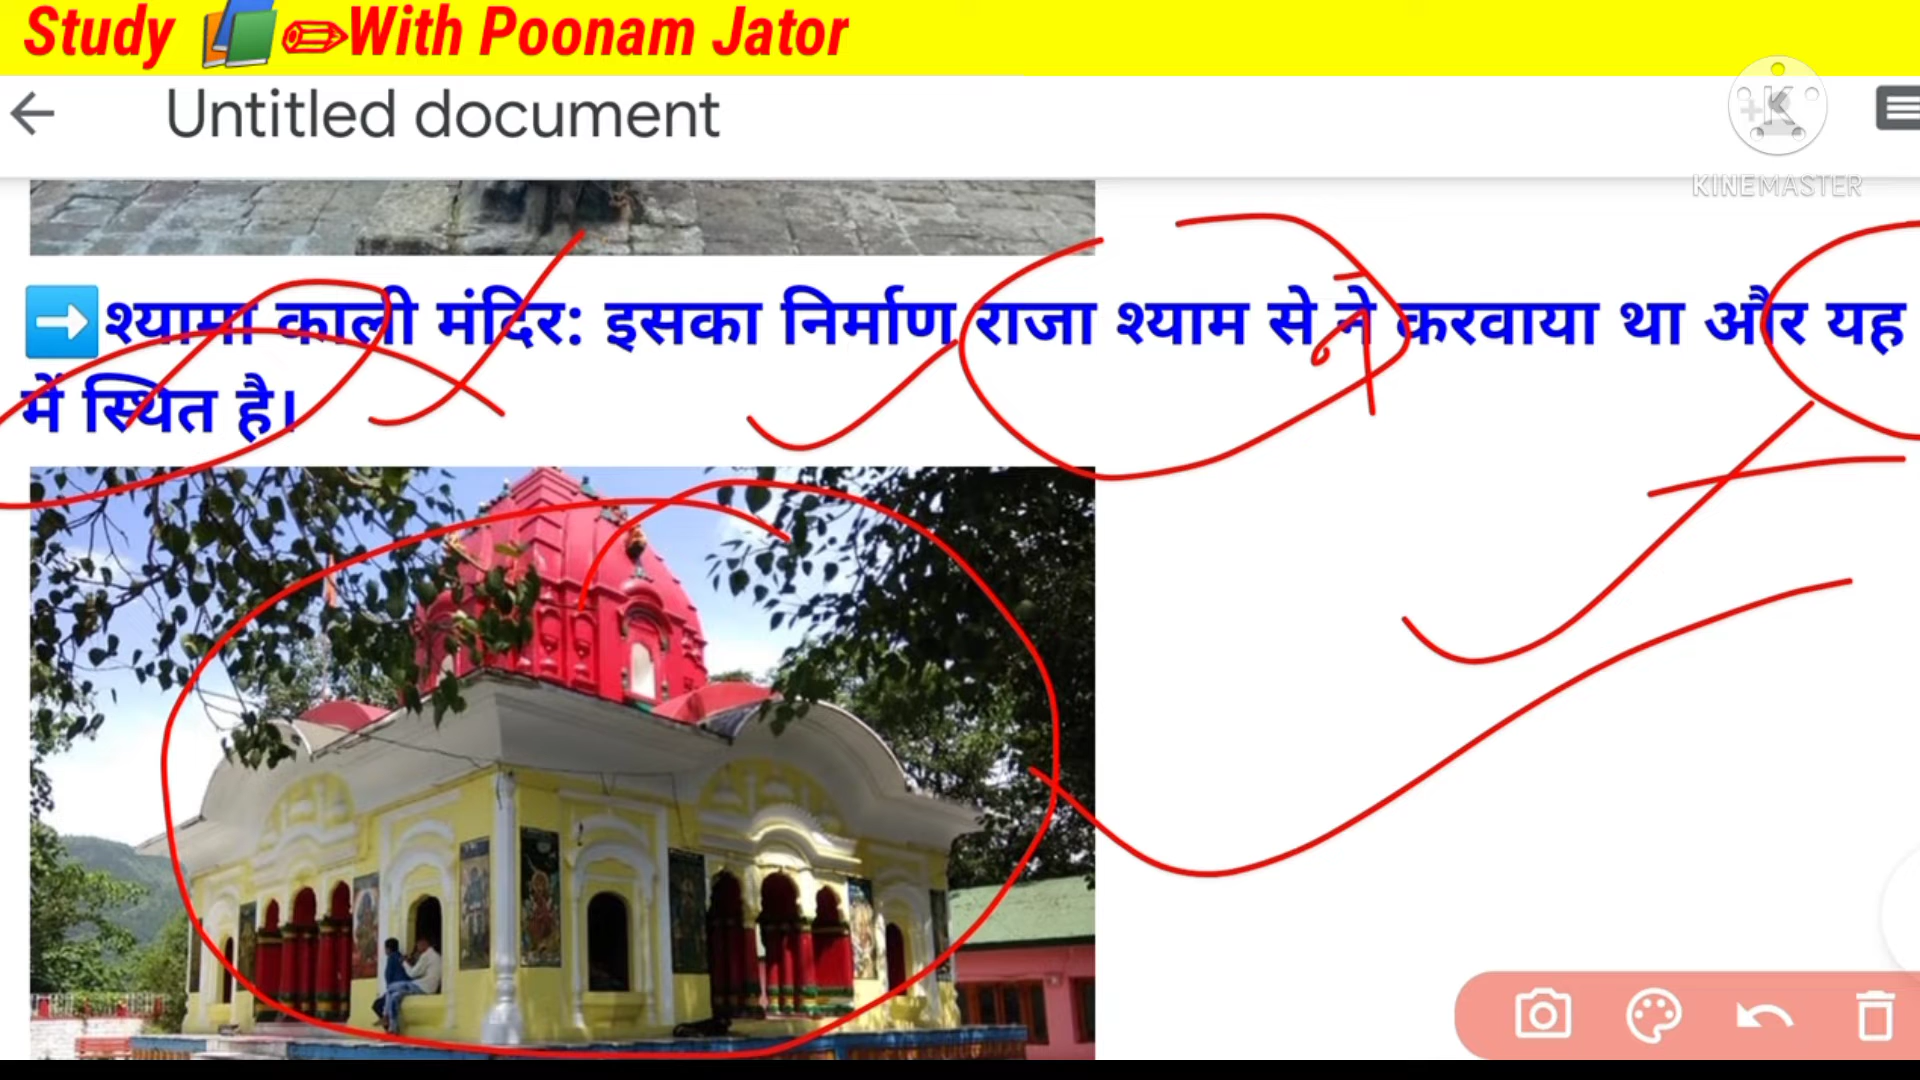 Study With Poonam Jator
Untitled document
KINEMASTER
श्यामा काली मंदिर: इसका निर्माण राजा श्याम से ने करवाया था और यह
में स्थित है।